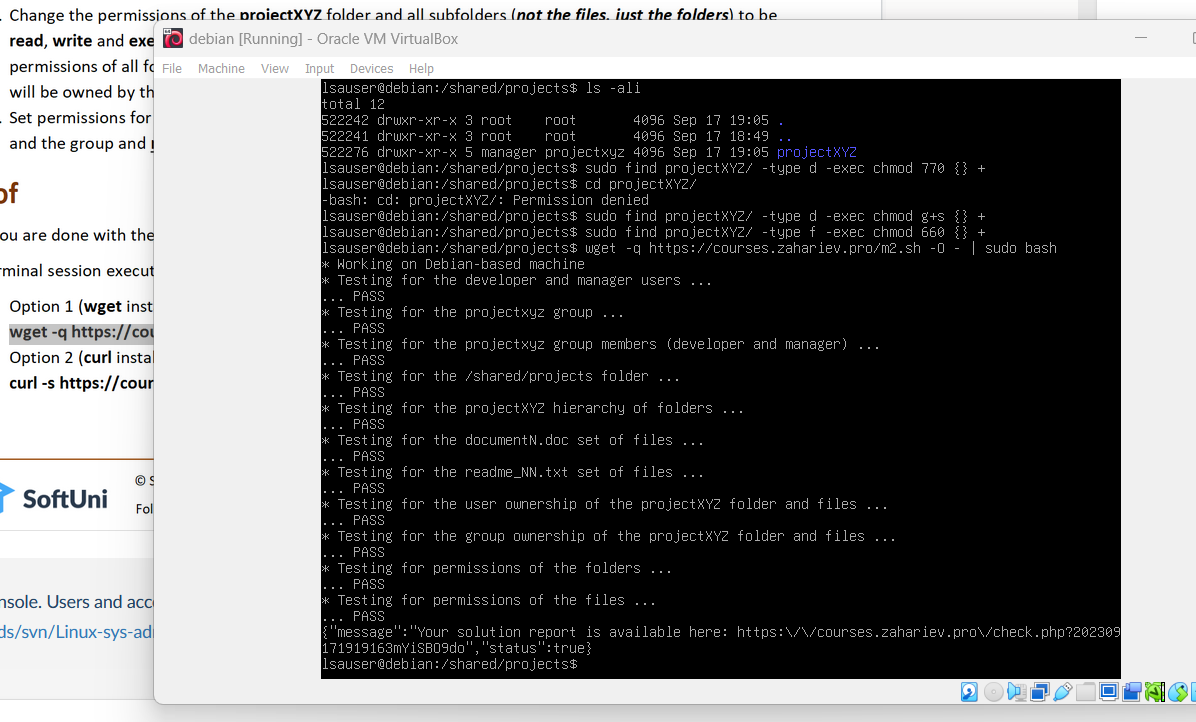 . Change the permissions of the projectXYZ folder and all subfolders (not the files, just the folders) to be
read, write and exe
permissions of all fo
will be owned by th
. Set permissions for
and the group and
of
ou are done with the
rminal session execut
Option 1 (wget inst
wget -q https://cou
Option 2 (curl instal
curl -s https://cour
SoftUni
© S
Fol
nsole. Users and acce
ds/svn/Linux-sys-adm
debian [Running] - Oracle VM VirtualBox
File Machine View Input Devices Help
lsauser@debian:/shared/projects$ ls -ali
total 12
522242 drwxr-xr-x 3 root root 4096 Sep 17 19:05 .
522241 drwxr-xr-x 3 root root 4096 Sep 17 18:49 ..
522276 drwxr-xr-x 5 manager projectxyz 4096 Sep 17 19:05 projectXYZ
lsauser@debian:/shared/projects$ sudo find projectXYZ/ -type d -exec chmod 770 {} +
lsauser@debian:/shared/projects$ cd projectXYZ/
-bash: cd: projectXYZ/: Permission denied
lsauser@debian:/shared/projects$ sudo find projectXYZ/ -type d -exec chmod g+s {} +
lsauser@debian:/shared/projects$ sudo find projectXYZ/ -type f -exec chmod 660 {} +
lsauser@debian:/shared/projects$ wget -q https://courses.zahariev.pro/m2.sh -O - | sudo bash
* Working on Debian-based machine
* Testing for the developer and manager users ...
... PASS
* Testing for the projectxyz group ...
... PASS
* Testing for the projectxyz group members (developer and manager) ...
... PASS
* Testing for the /shared/projects folder ...
... PASS
* Testing for the projectXYZ hierarchy of folders ...
... PASS
* Testing for the documentN.doc set of files ...
... PASS
* Testing for the readme_NN.txt set of files ...
... PASS
* Testing for the user ownership of the projectXYZ folder and files ...
... PASS
* Testing for the group ownership of the projectXYZ folder and files ...
... PASS
* Testing for permissions of the folders ...
... PASS
* Testing for permissions of the files ...
... PASS
{"message":"Your solution report is available here: https:\/\/courses.zahariev.pro\/check.php?202309
171919163mYiSBO9do","status":true}
lsauser@debian:/shared/projects$